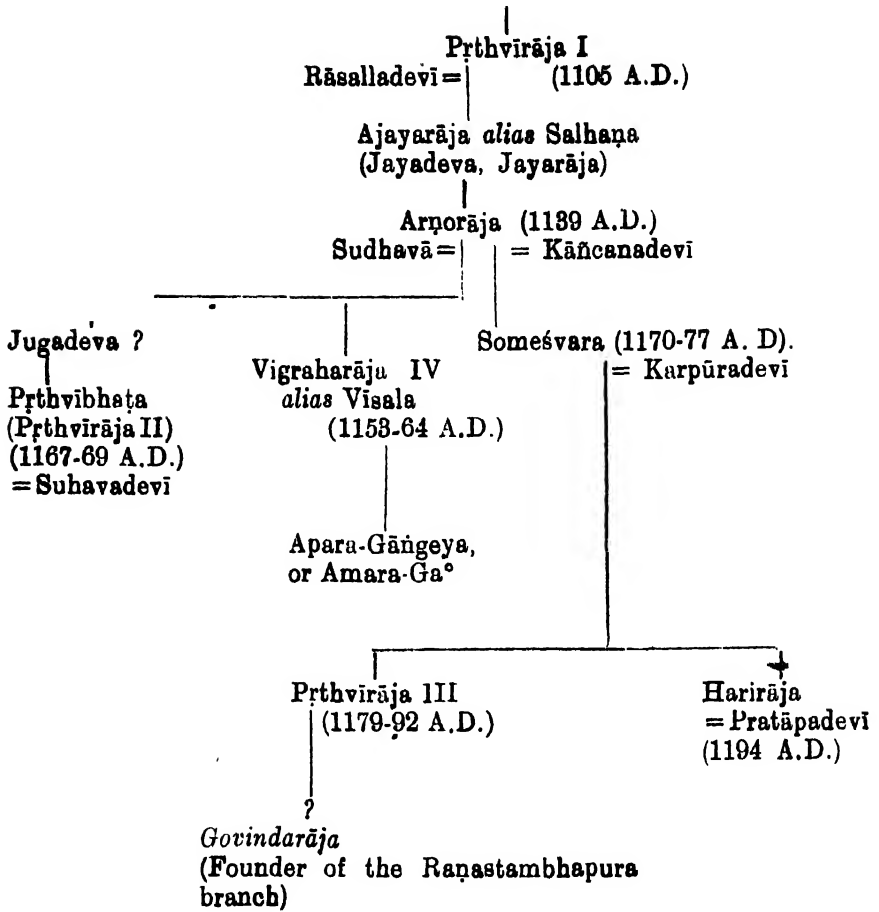 Pṛthvīrāja I
Rāsalladevī = (1105 A.D.)
Ajayarāja alias Salhaṇa
(Jayadeva, Jayarāja)
Arṇorāja (1139 A.D.)
Sudhavā = = Kāñcanadevī
Jugadeva ?
Pṛthvībhaṭa
(Pṛthvīrāja II)
(1167-69 A.D.)
= Suhavadevī
Vigraharāja IV
alias Vīsala
(1153-64 A.D.)
Apara-Gāṅgeya,
or Amara-Ga°
Someśvara (1170-77 A. D).
= Karpūradevī
Pṛthvīrāja III
(1179-92 A.D.)
?
Govindarāja
(Founder of the Raṇastambhapura
branch)
Harirāja
= Pratāpadevī
(1194 A.D.)